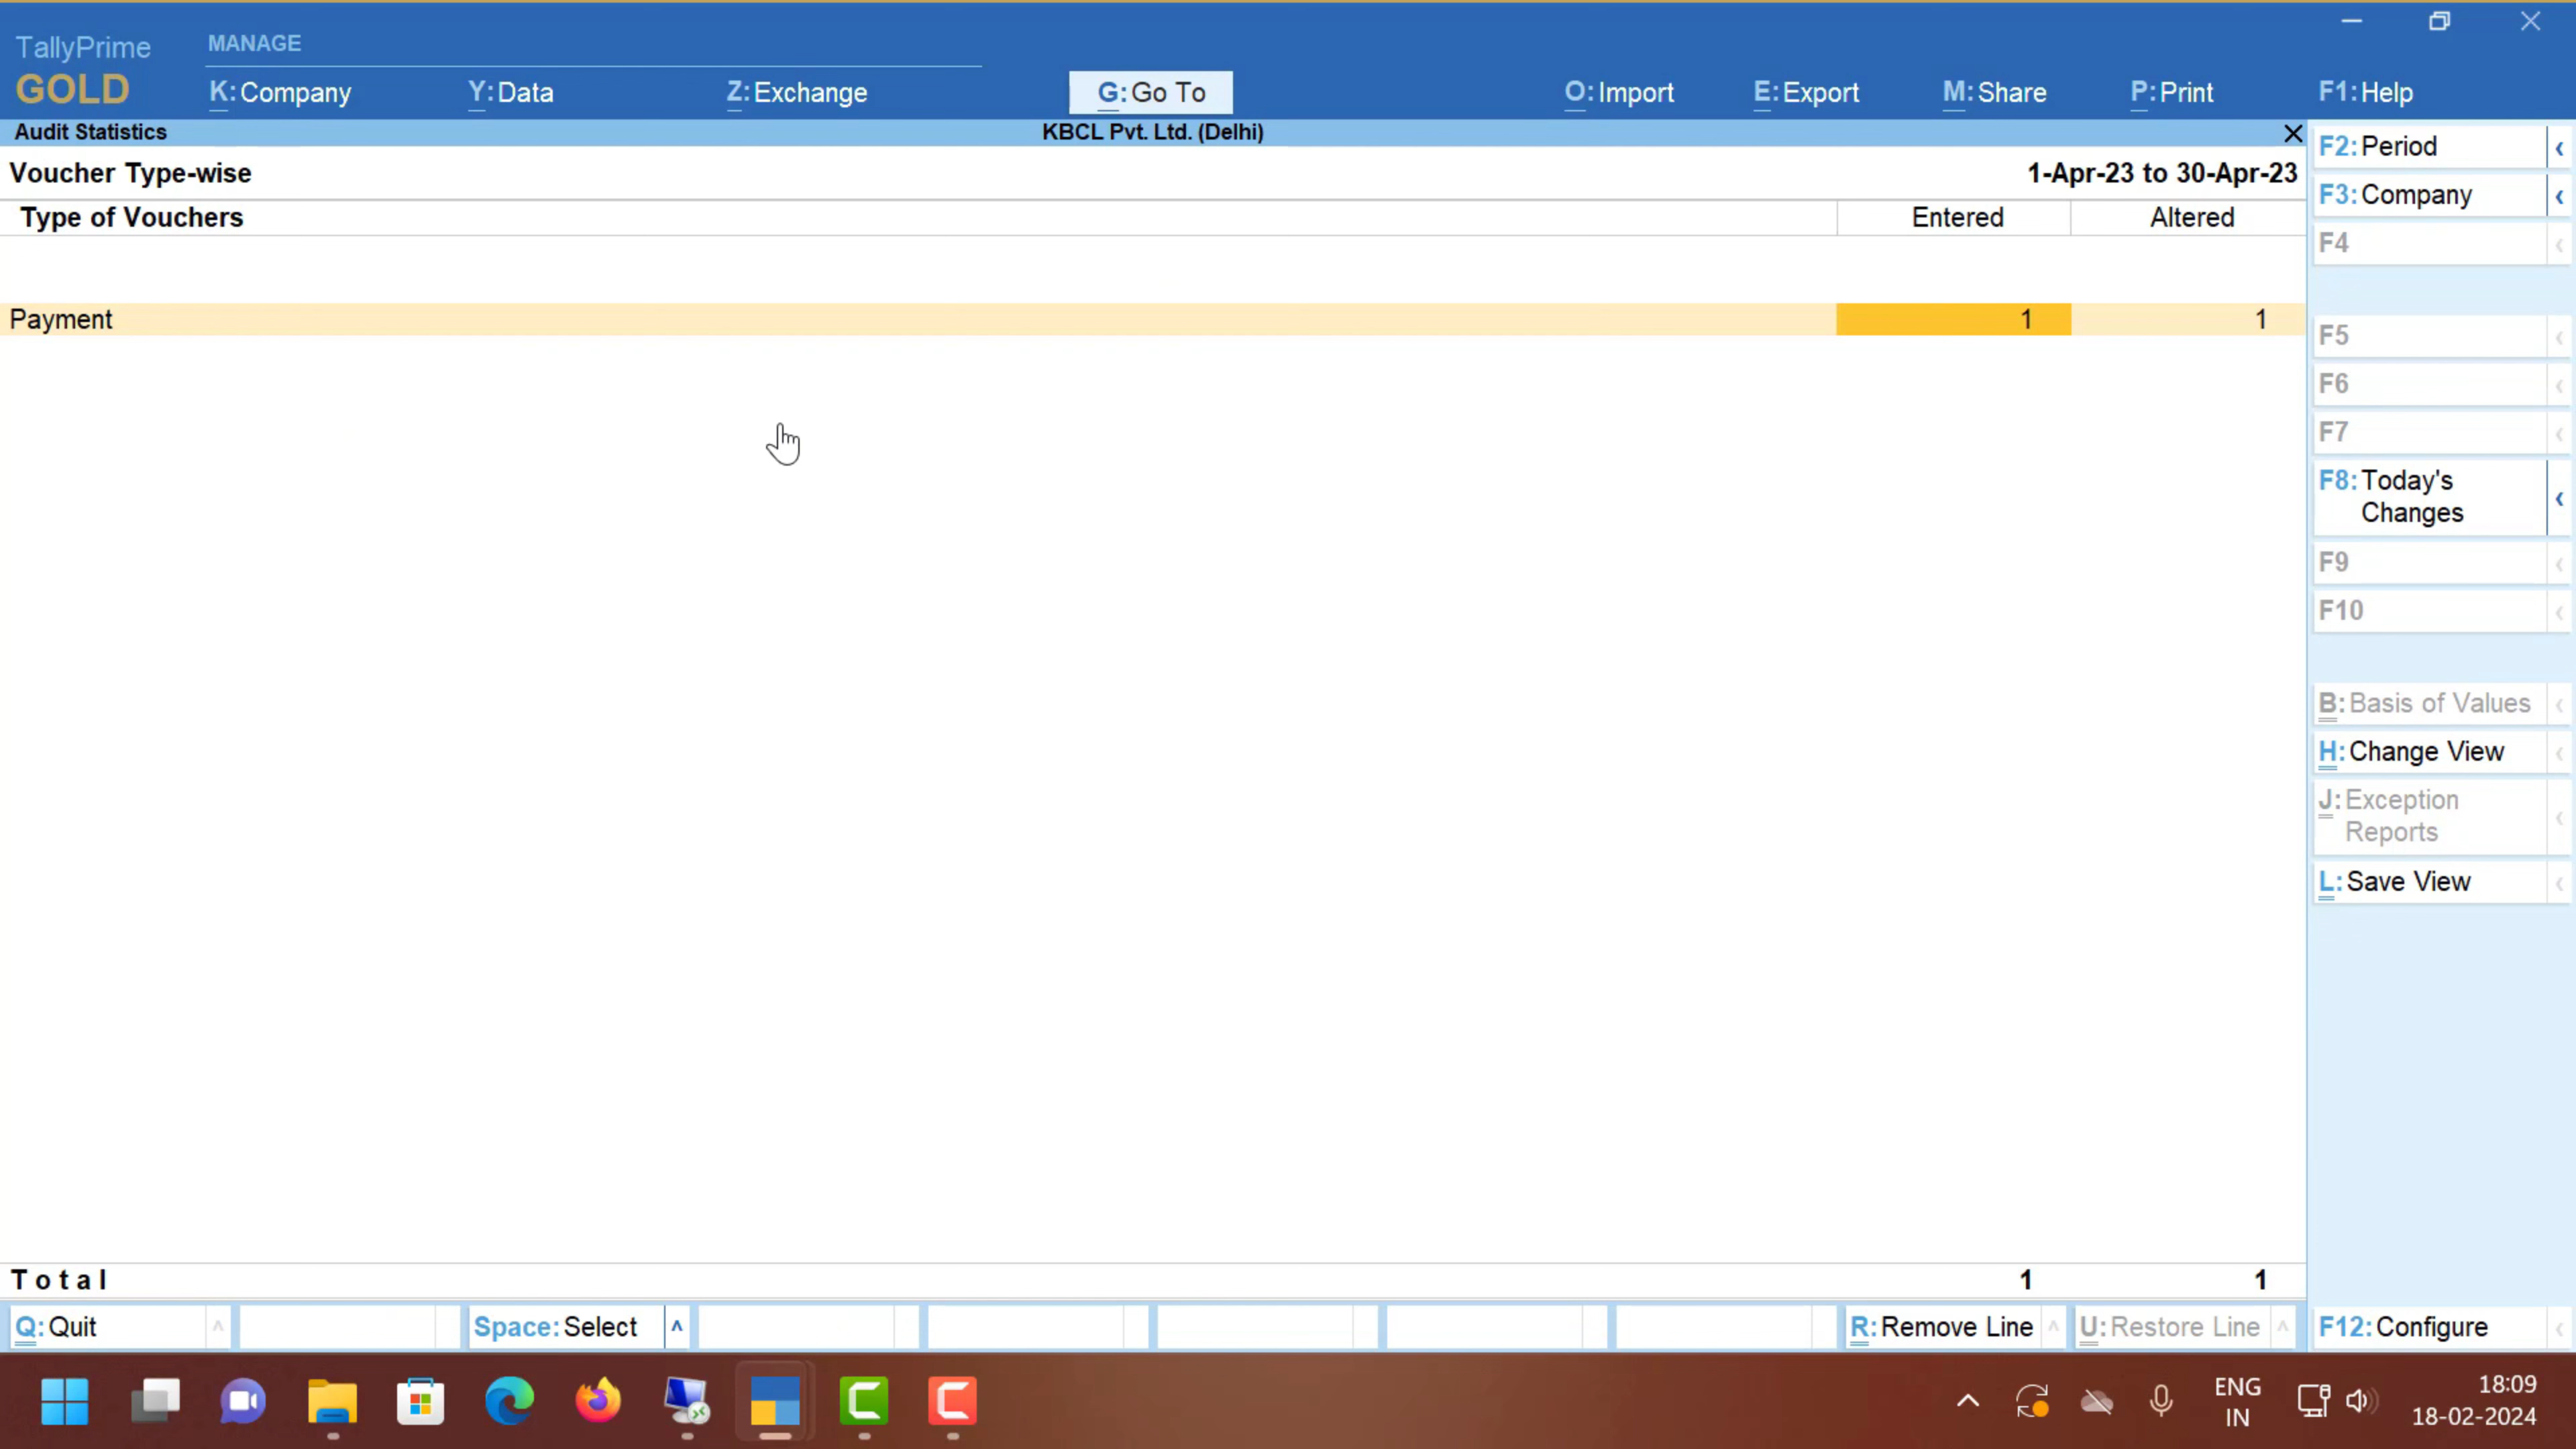 TallyPrime
GOLD
MANAGE
K:Company
Y:Data
Z:Exchange
G:Go To
O:Import
E:Export
M:Share
P:Print
F1:Help
Audit Statistics
KBCL Pvt. Ltd. (Delhi)
Voucher Type-wise
1-Apr-23 to 30-Apr-23
Type of Vouchers
Entered
Altered
Payment
1
1
Total
1
1
F2:Period
F3:Company
F4
F5
F6
F7
F8:Today's
Changes
F9
F10
B:Basis of Values
H:Change View
J:Exception
Reports
L:Save View
Q:Quit
Space:Select
R:Remove Line
U:Restore Line
F12:Configure
ENG
IN
18:09
18-02-2024